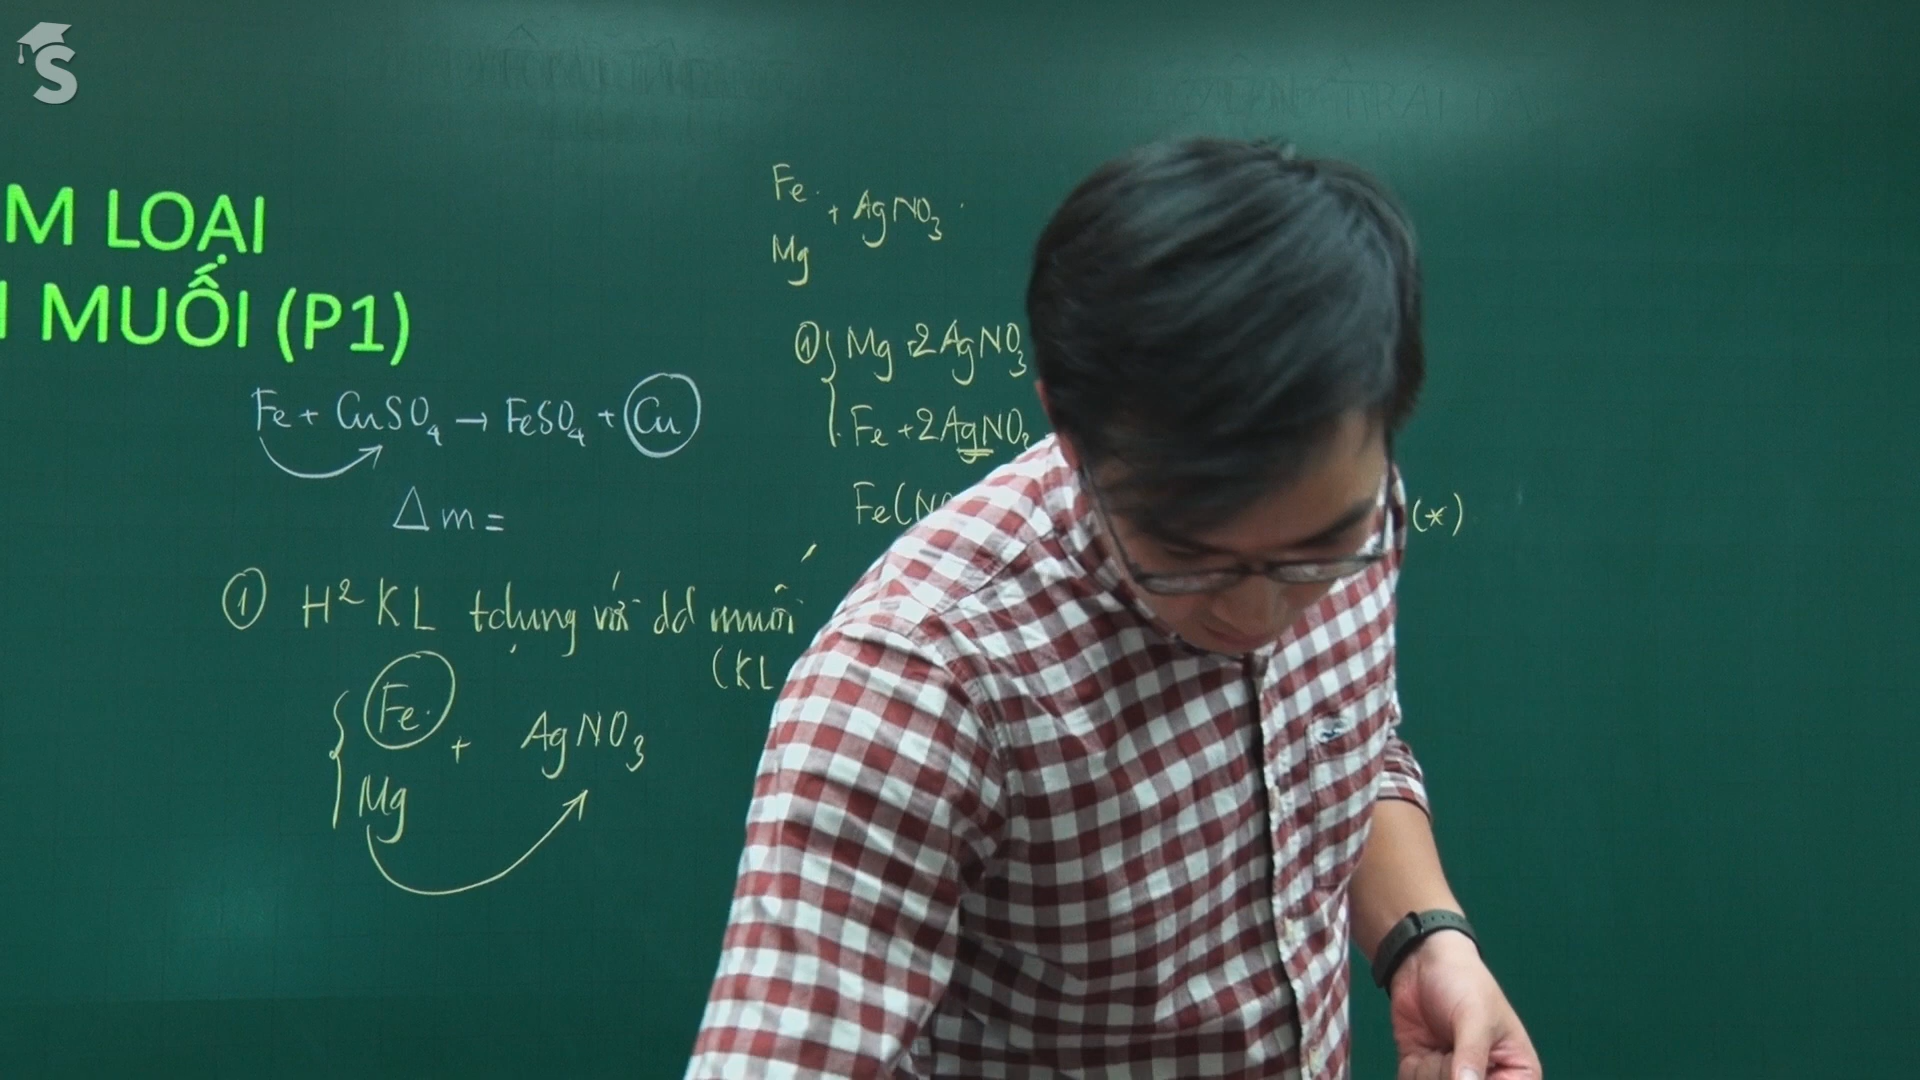 S
M LOẠI
MUỐI (P1)
Fe + CuSO4 → FeSO4 + Cu
Δm =
① H² KL tdụng với dd muối
(KL
Fe + AgNO3
Mg
Fe + AgNO3
Mg
① Mg + 2AgNO3
Fe + 2AgNO3
Fe(N
(*)